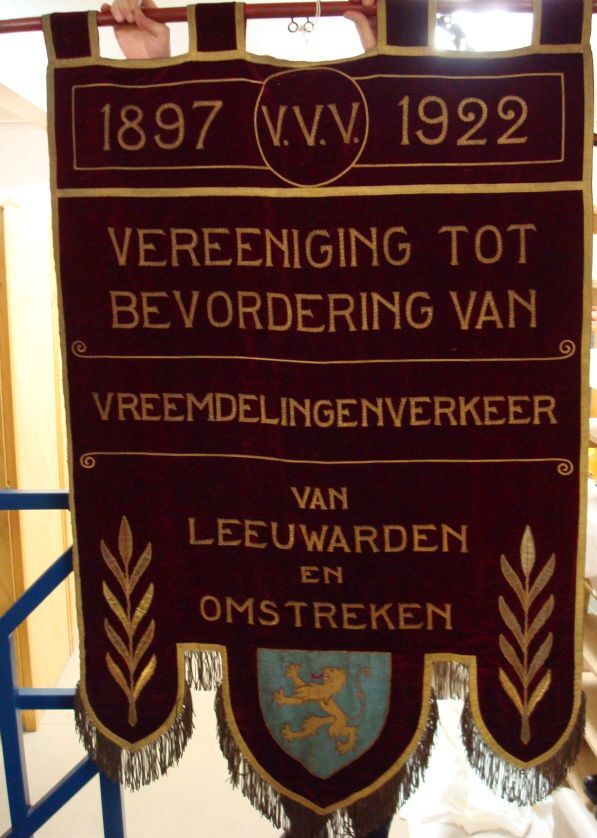 1897 V.V.V. 1922
VEREENIGING TOT
BEVORDERING VAN
VREEMDELINGENVERKEER
VAN
LEEUWARDEN
EN
OMSTREKEN